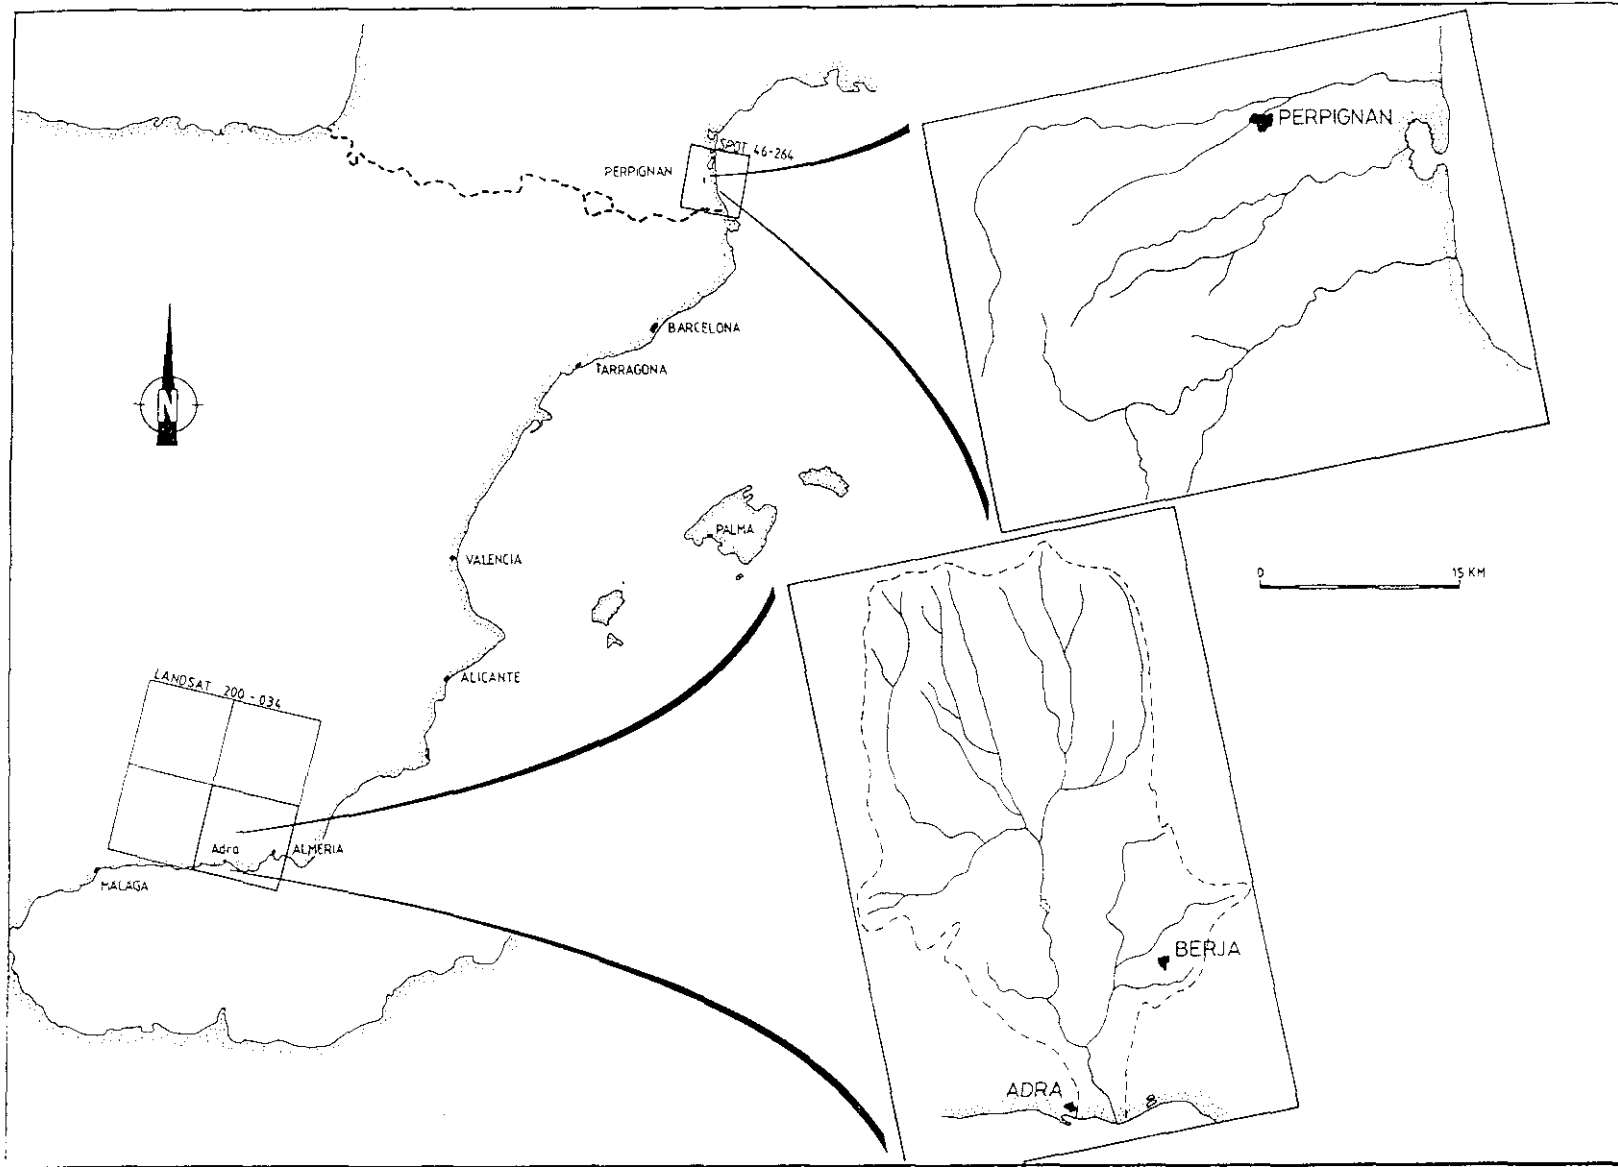 SPOT 46-264
PERPIGNAN
PERPIGNAN
BARCELONA
TARRAGONA
N
PALMA
VALENCIA
0 15 KM
ALICANTE
LANDSAT 200-034
Adra
ALMERIA
MALAGA
BERJA
ADRA